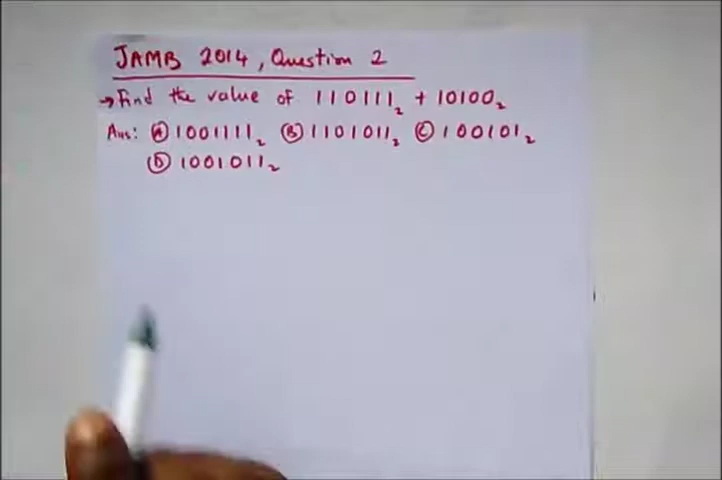 JAMB 2014, Question 2
→ Find the value of 110111₂ + 10100₂
Ans: Ⓐ 1001111₂ Ⓑ 1101011₂ Ⓒ 100101₂
Ⓓ 1001011₂